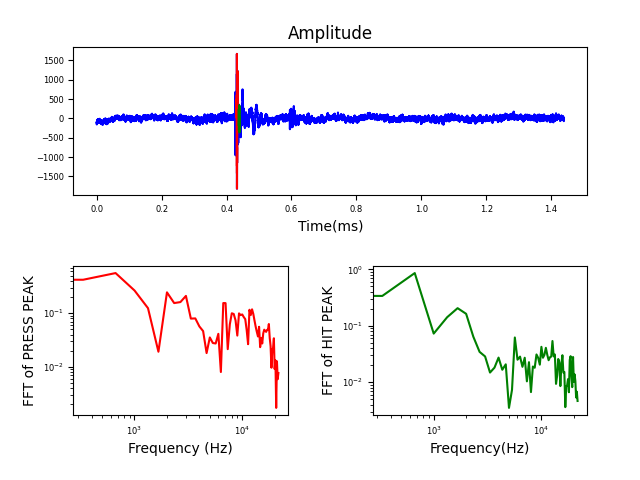 Amplitude
1500
1000
500
0
−500
−1000
−1500
0.0 0.2 0.4 0.6 0.8 1.0 1.2 1.4
Time(ms)
FFT of PRESS PEAK
10⁻¹
10⁻²
10³ 10⁴
Frequency (Hz)
FFT of HIT PEAK
10⁰
10⁻¹
10⁻²
10³ 10⁴
Frequency(Hz)